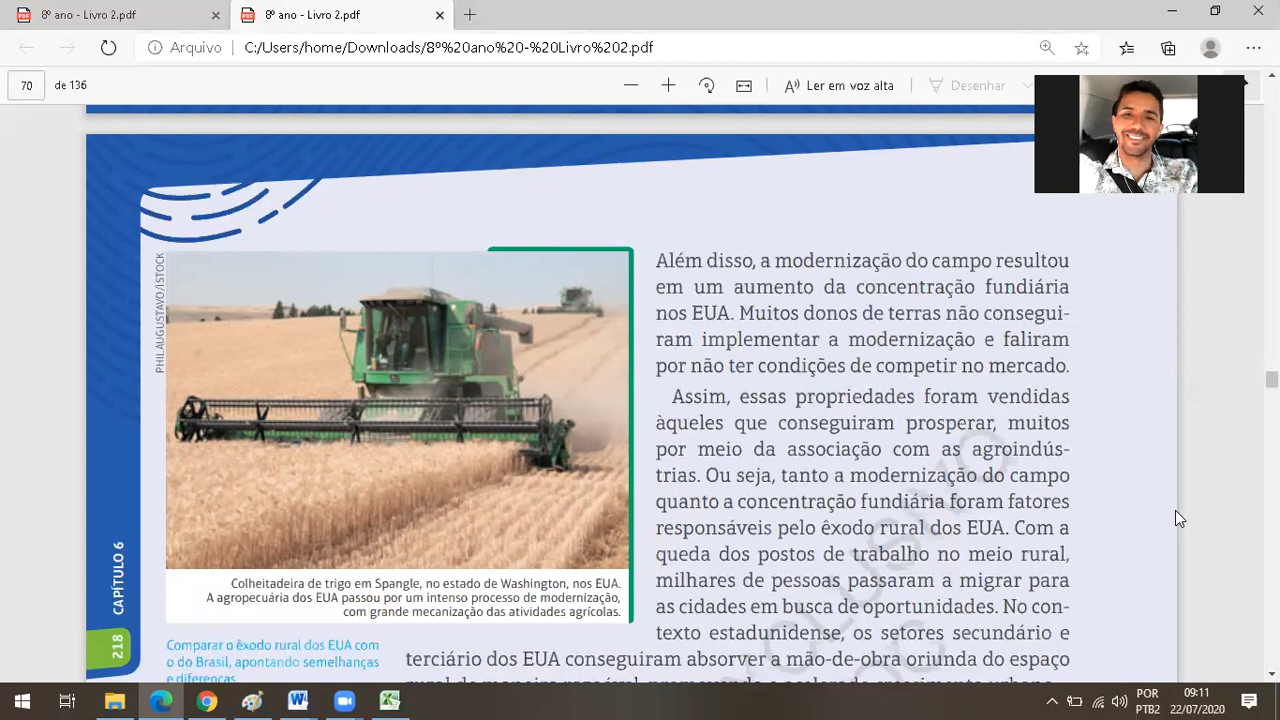 8º ano - Livro 2.pdf
8º ano - Livro 2.pdf
Arquivo
C:/Users/home/Downloads/8º%20ano%20-%20Livro%202.pdf
70
de 136
Ler em voz alta
Desenhar
PHILAUGUSTAVO/ISTOCK
Colheitadeira de trigo em Spangle, no estado de Washington, nos EUA.
A agropecuária dos EUA passou por um intenso processo de modernização,
com grande mecanização das atividades agrícolas.
CAPÍTULO 6
218
Comparar o êxodo rural dos EUA com
o do Brasil, apontando semelhanças
e diferenças.
Além disso, a modernização do campo resultou
em um aumento da concentração fundiária
nos EUA. Muitos donos de terras não consegui-
ram implementar a modernização e faliram
por não ter condições de competir no mercado.
Assim, essas propriedades foram vendidas
àqueles que conseguiram prosperar, muitos
por meio da associação com as agroindús-
trias. Ou seja, tanto a modernização do campo
quanto a concentração fundiária foram fatores
responsáveis pelo êxodo rural dos EUA. Com a
queda dos postos de trabalho no meio rural,
milhares de pessoas passaram a migrar para
as cidades em busca de oportunidades. No con-
texto estadunidense, os setores secundário e
terciário dos EUA conseguiram absorver a mão-de-obra oriunda do espaço
POR
PTB2
09:11
22/07/2020